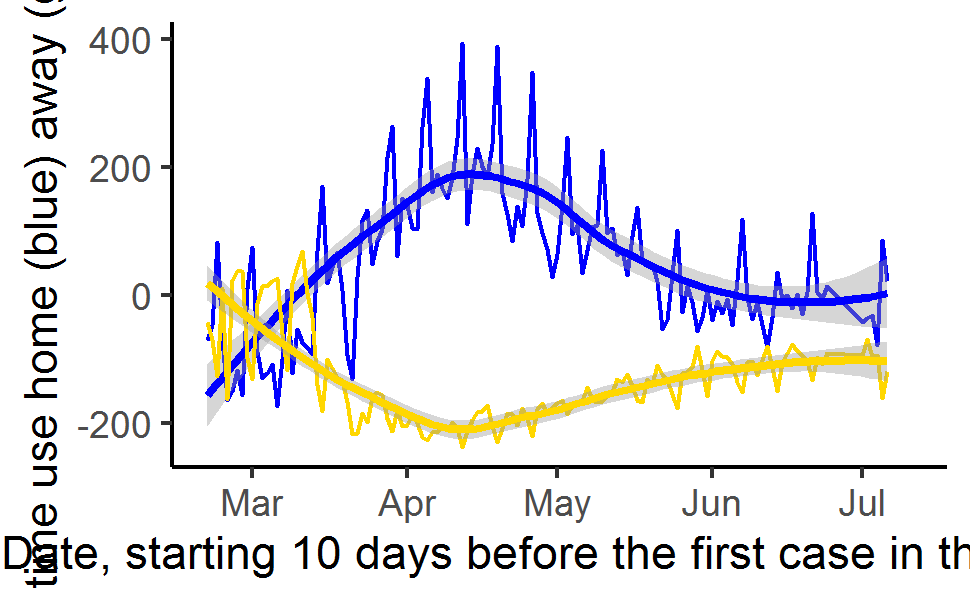 time use home (blue) away (g
400
200
0
-200
Mar Apr May Jun Jul
Date, starting 10 days before the first case in th